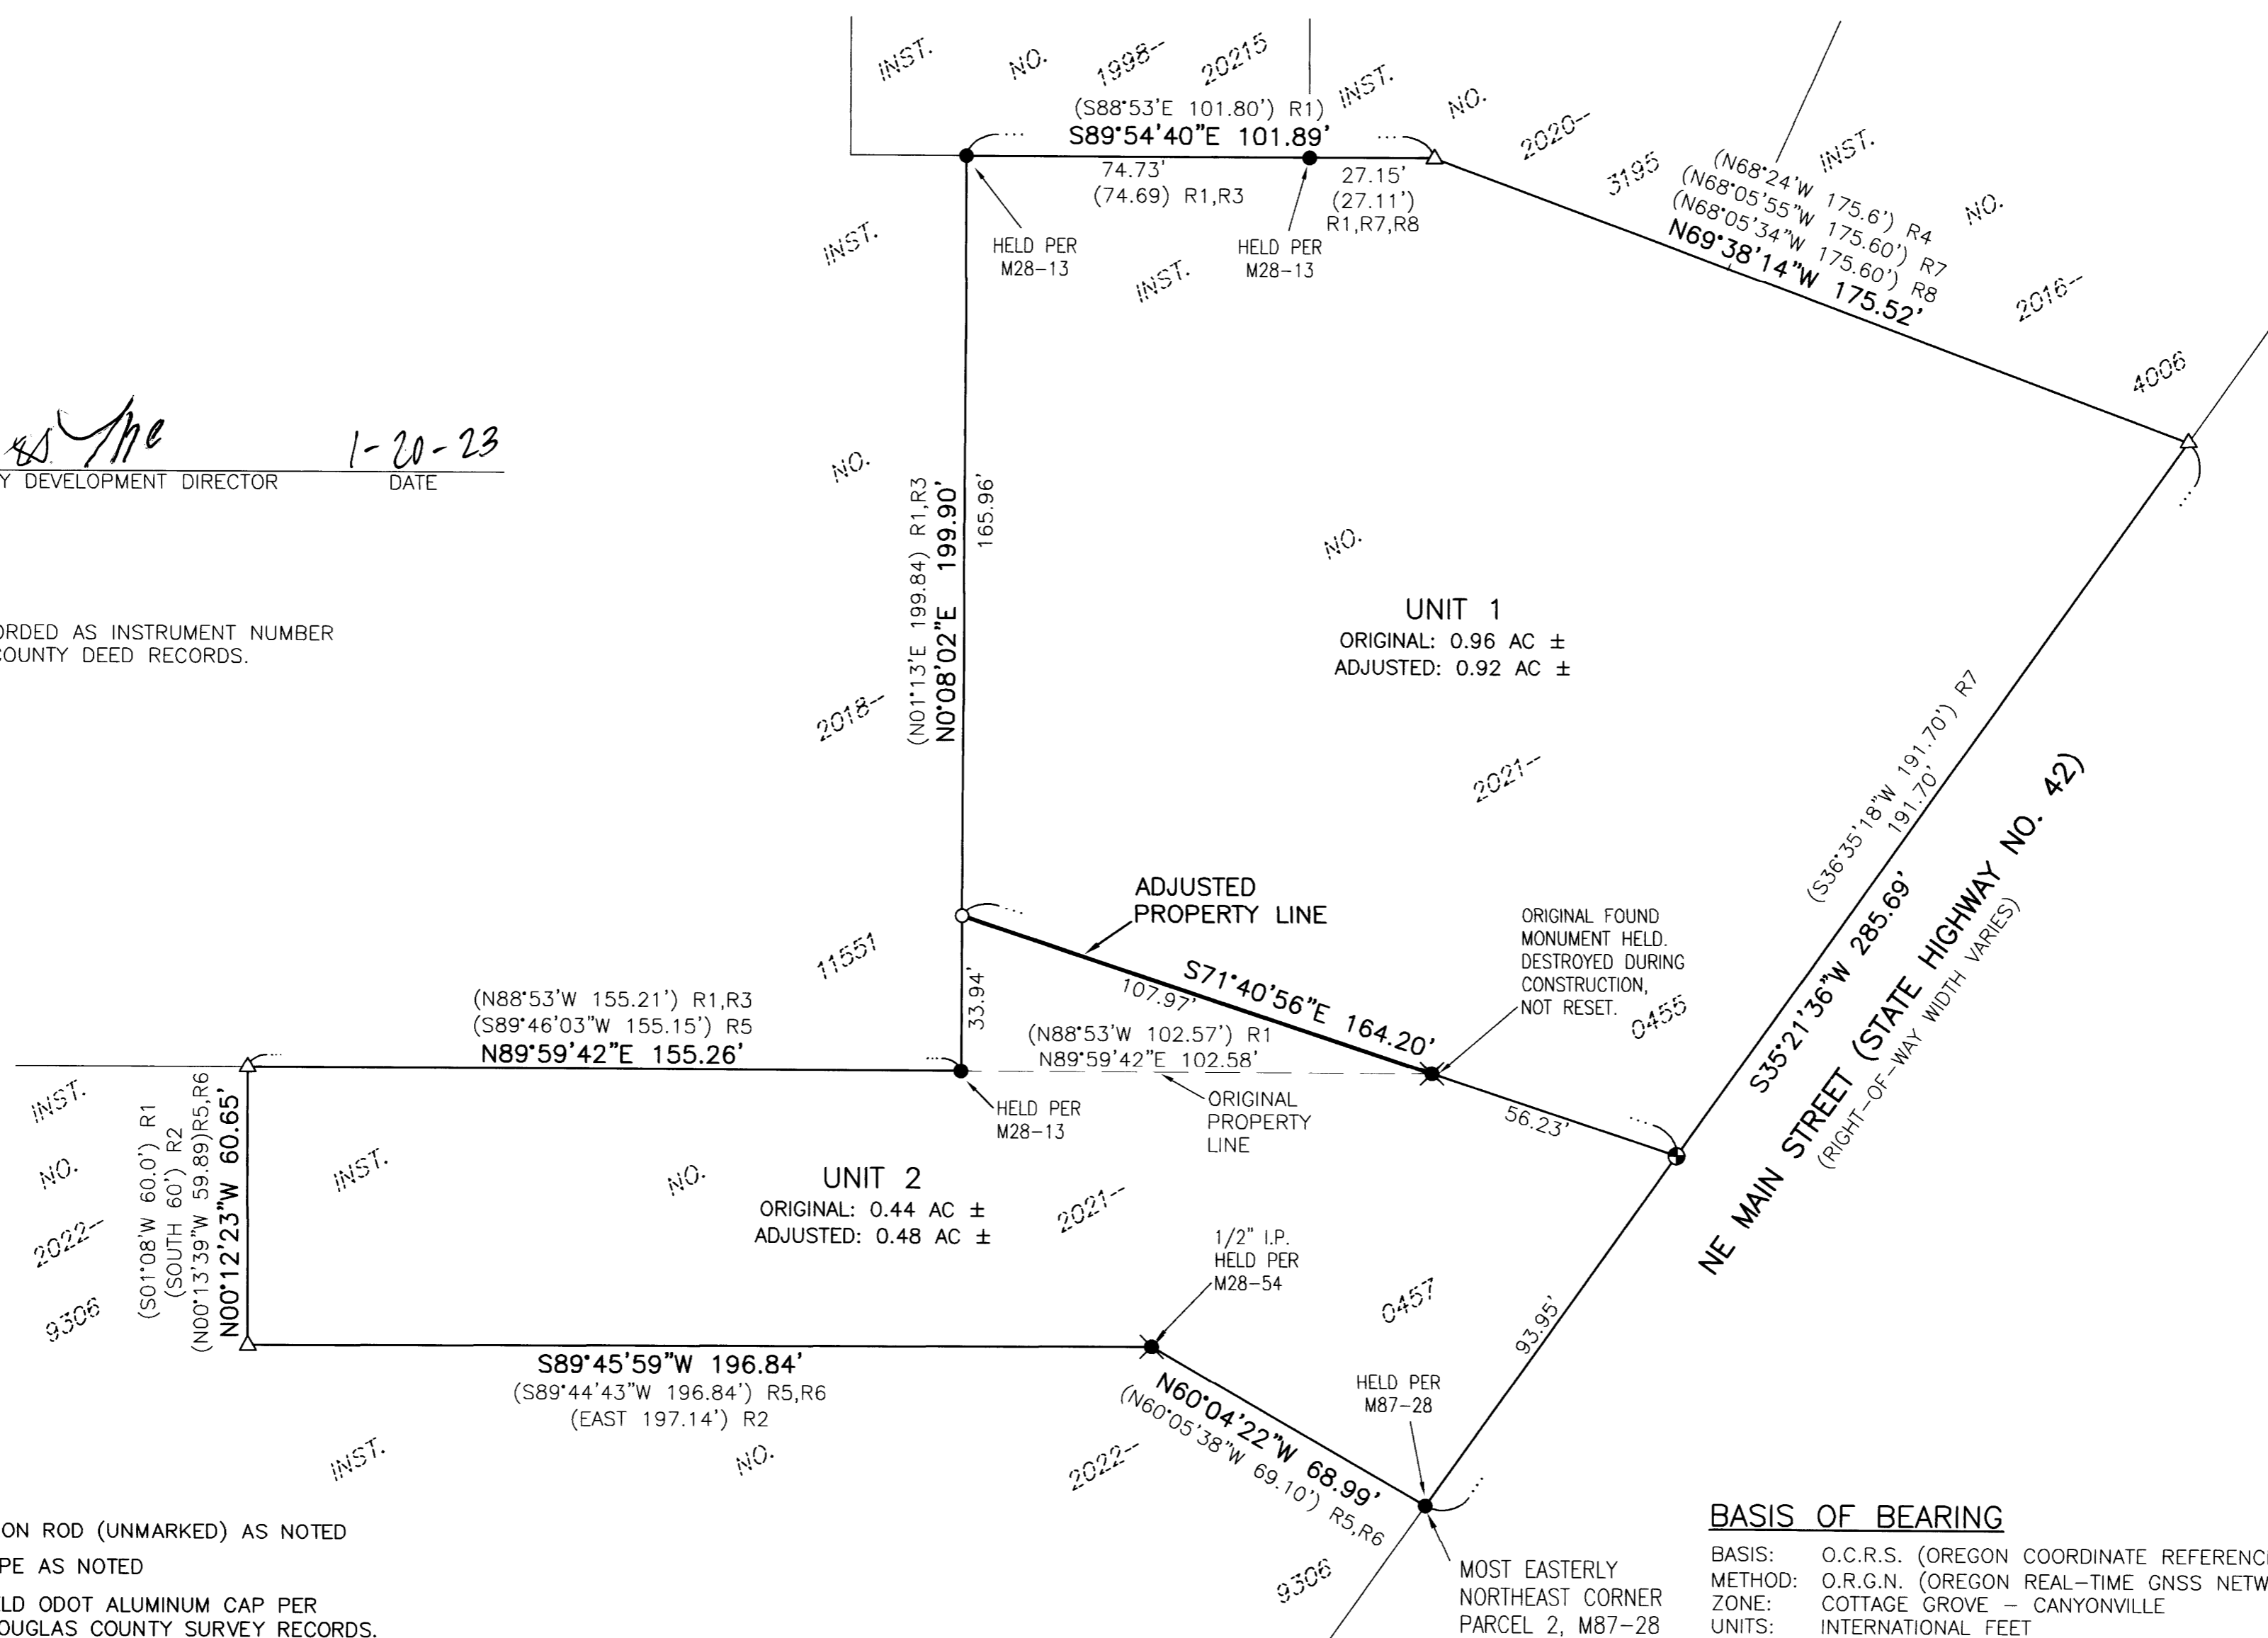 INST. NO. 1998- 20215
INST. NO. 2020- 3195
INST. NO. 2016- 4006
(S88°53'E 101.80') R1)
S89°54'40"E 101.89'
74.73'
(74.69) R1,R3
27.15'
(27.11')
R1,R7,R8
HELD PER
M28-13
HELD PER
M28-13
(N68°24'W 175.6') R4
(N68°05'55"W 175.60') R7
(N68°05'34"W 175.60') R8
N69°38'14"W 175.52'
INST. NO. 2018- 11551
INST. NO. 2021- 0455
1-20-23
Y DEVELOPMENT DIRECTOR
DATE
ORDED AS INSTRUMENT NUMBER
COUNTY DEED RECORDS.
(N01°13'E 199.84) R1,R3
N0°08'02"E 199.90'
165.96'
UNIT 1
ORIGINAL: 0.96 AC ±
ADJUSTED: 0.92 AC ±
(S36°35'18"W 191.70') R7
191.70'
S35°21'36"W 285.69'
NE MAIN STREET (STATE HIGHWAY NO. 42)
(RIGHT-OF-WAY WIDTH VARIES)
ADJUSTED
PROPERTY LINE
ORIGINAL FOUND
MONUMENT HELD.
DESTROYED DURING
CONSTRUCTION,
NOT RESET.
S71°40'56"E 164.20'
107.97'
33.94'
(N88°53'W 102.57') R1
N89°59'42"E 102.58'
ORIGINAL
PROPERTY
LINE
56.23'
(N88°53'W 155.21') R1,R3
(S89°46'03"W 155.15') R5
N89°59'42"E 155.26'
HELD PER
M28-13
INST. NO. 2022- 9306
(S01°08'W 60.0') R1
(SOUTH 60') R2
(N00°13'39"W 59.89)R5,R6
N00°12'23"W 60.65'
INST. NO. 2021- 0457
UNIT 2
ORIGINAL: 0.44 AC ±
ADJUSTED: 0.48 AC ±
1/2" I.P.
HELD PER
M28-54
93.95'
S89°45'59"W 196.84'
(S89°44'43"W 196.84') R5,R6
(EAST 197.14') R2
N60°04'22"W 68.99'
(N60°05'38"W 69.10') R5,R6
HELD PER
M87-28
INST. NO. 2022- 9306
MOST EASTERLY
NORTHEAST CORNER
PARCEL 2, M87-28
ON ROD (UNMARKED) AS NOTED
PE AS NOTED
LD ODOT ALUMINUM CAP PER
OUGLAS COUNTY SURVEY RECORDS.
BASIS OF BEARING
BASIS: O.C.R.S. (OREGON COORDINATE REFERENC
METHOD: O.R.G.N. (OREGON REAL-TIME GNSS NETW
ZONE: COTTAGE GROVE - CANYONVILLE
UNITS: INTERNATIONAL FEET